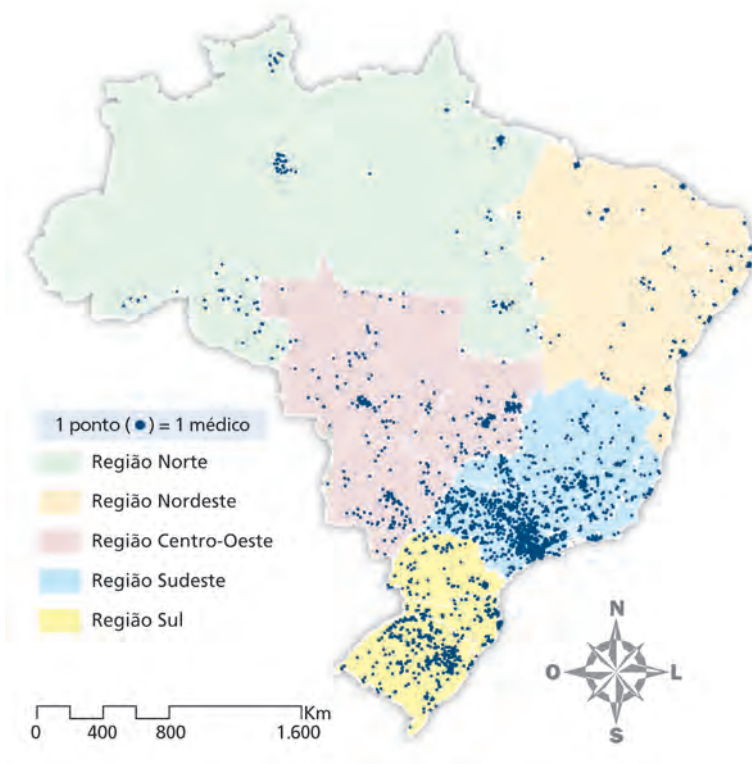 1 ponto (●) = 1 médico
Região Norte
Região Nordeste
Região Centro-Oeste
Região Sudeste
Região Sul
N
O L
S
Km
0 400 800 1.600